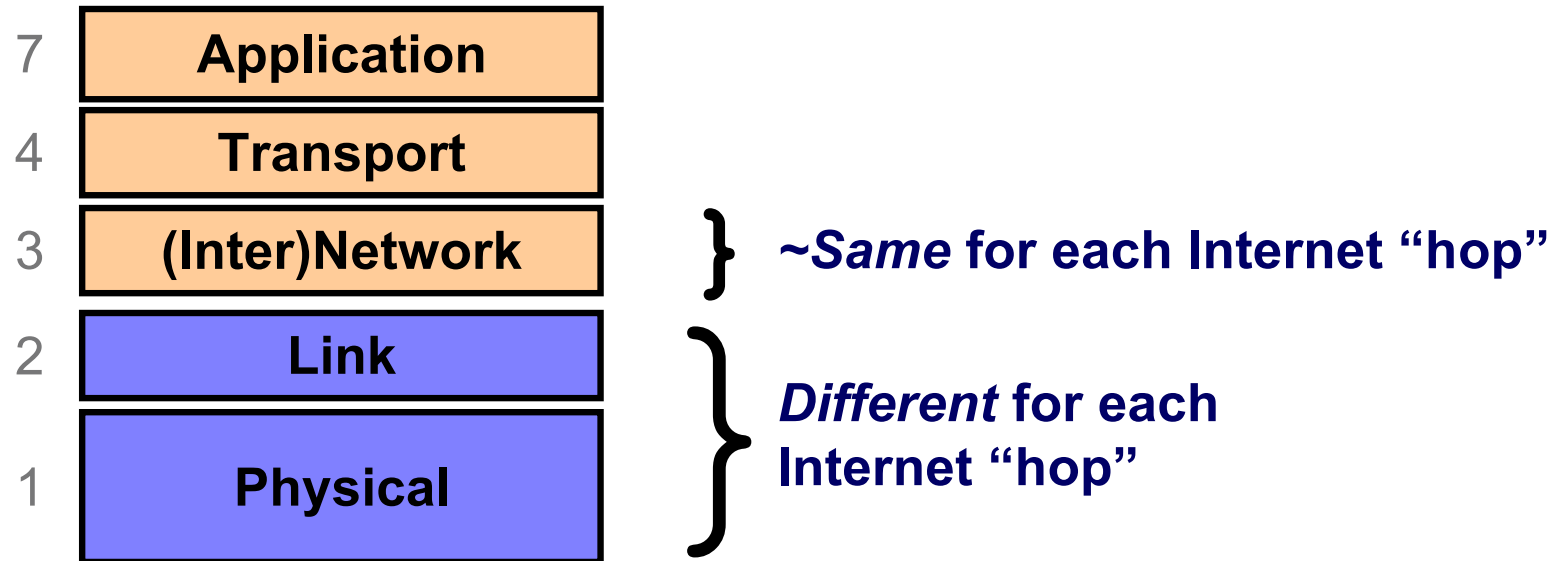 7 Application
4 Transport
3 (Inter)Network
~Same for each Internet “hop”
2 Link
Different for each
Internet “hop”
1 Physical